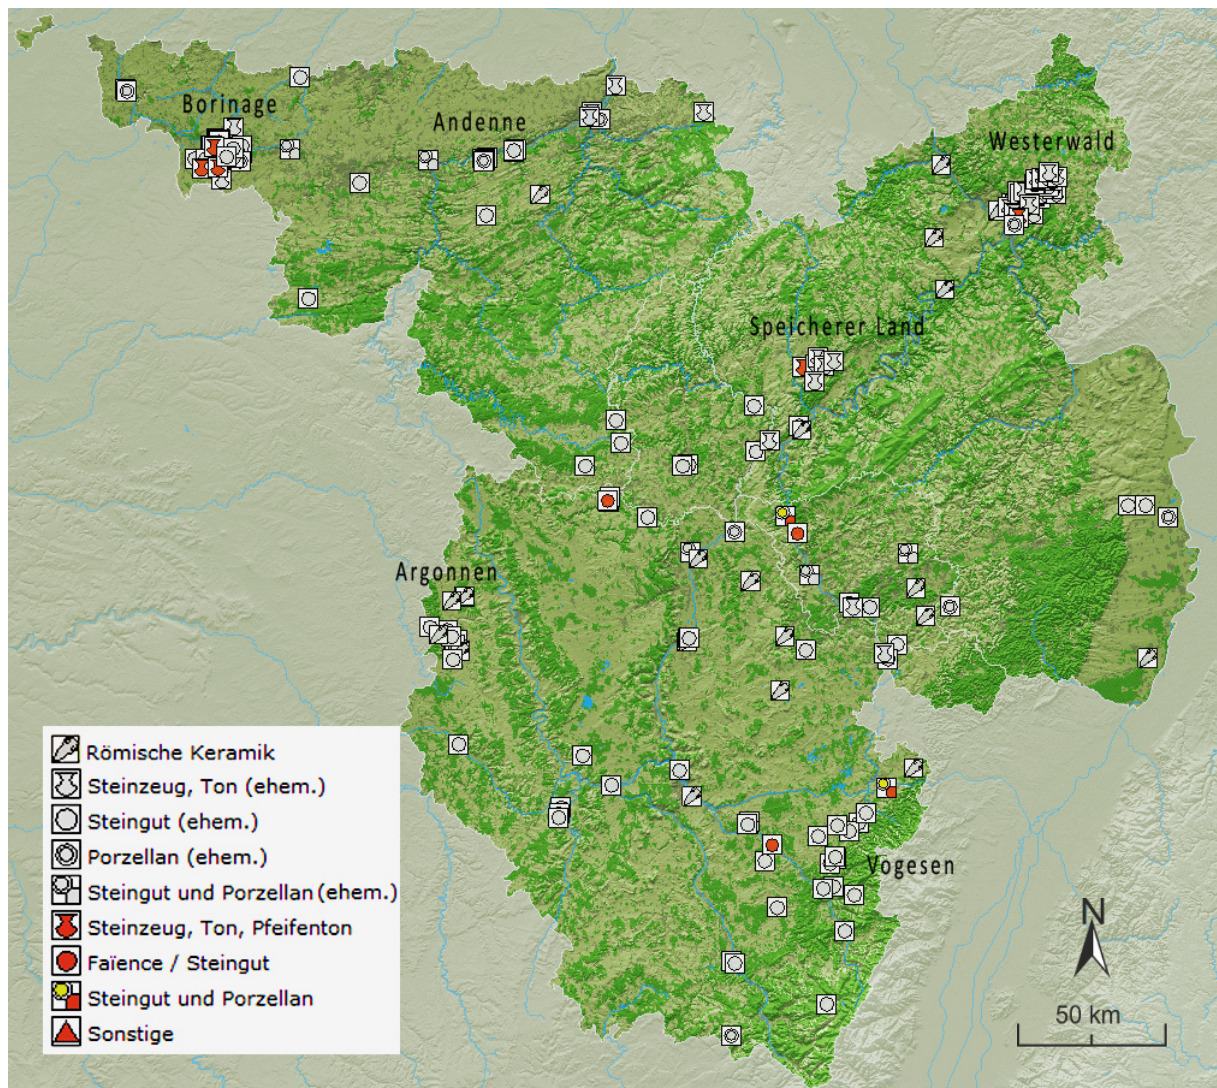 Borinage
Andenne
Westerwald
Speicherer Land
Argonnen
Vogesen
Römische Keramik
Steinzeug, Ton (ehem.)
Steingut (ehem.)
Porzellan (ehem.)
Steingut und Porzellan (ehem.)
Steinzeug, Ton, Pfeifenton
Faïence / Steingut
Steingut und Porzellan
Sonstige
N
50 km